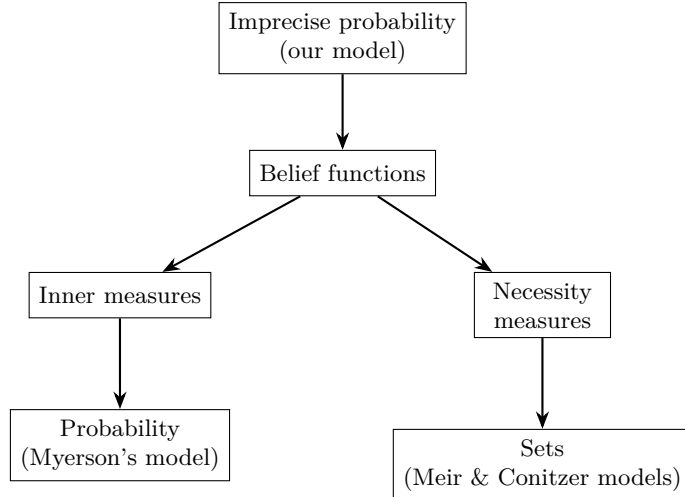 Imprecise probability
(our model)
Belief functions
Inner measures
Necessity
measures
Probability
(Myerson's model)
Sets
(Meir & Conitzer models)